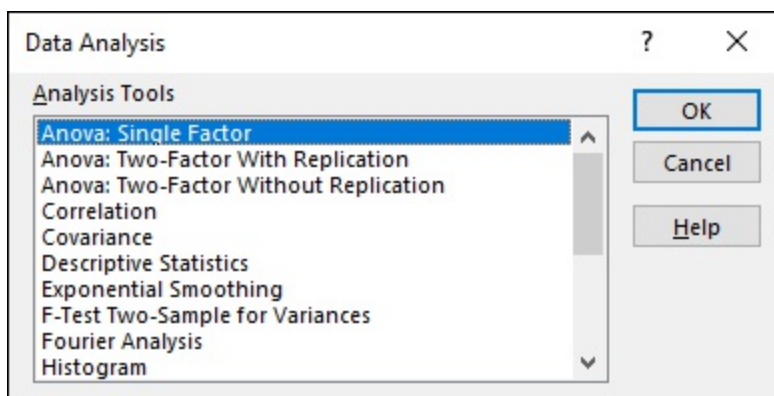 Data Analysis ?
Analysis Tools
Anova: Single Factor
Anova: Two-Factor With Replication
Anova: Two-Factor Without Replication
Correlation
Covariance
Descriptive Statistics
Exponential Smoothing
F-Test Two-Sample for Variances
Fourier Analysis
Histogram
OK
Cancel
Help